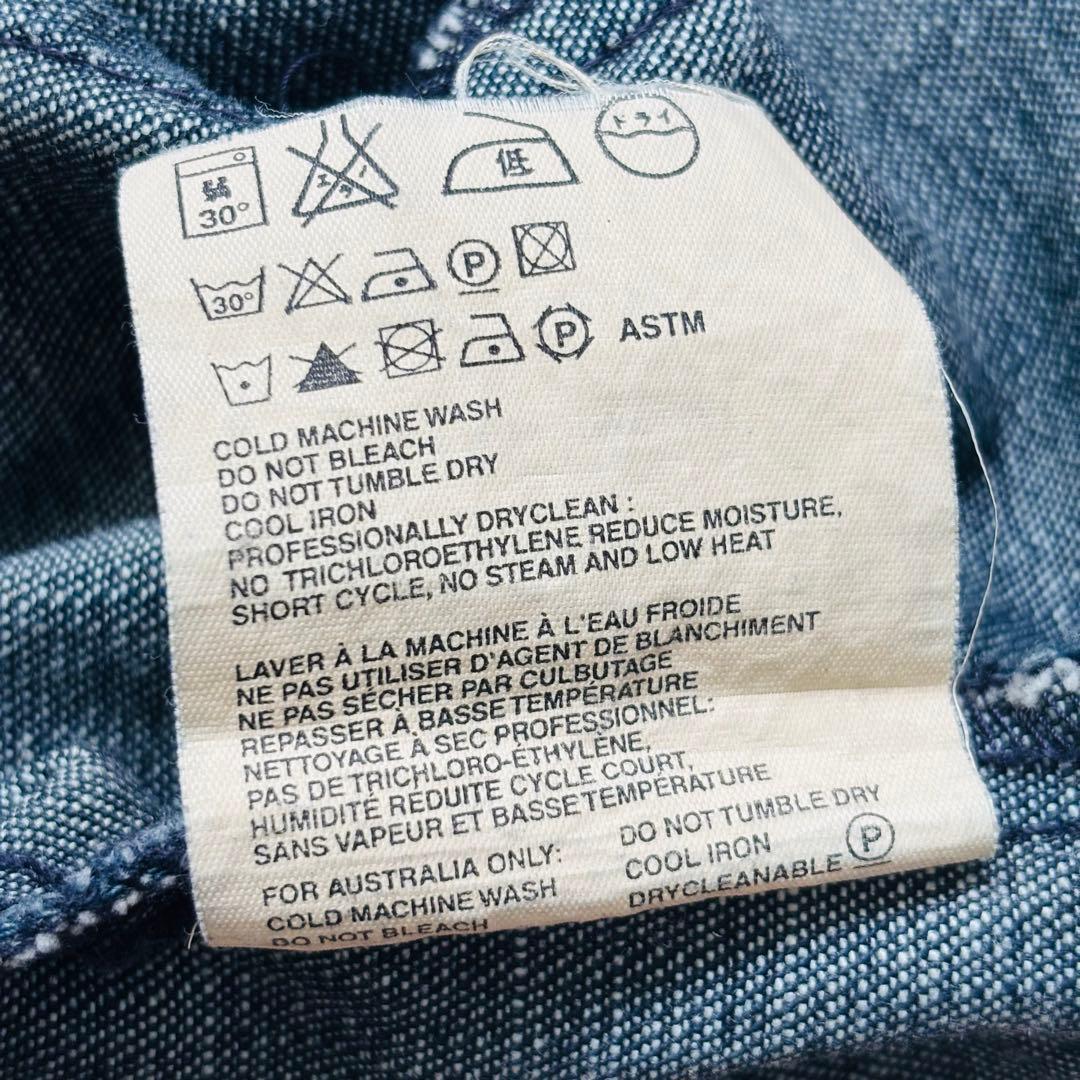 弱
30°
エンソ
低
ドライ
30°
P
P ASTM
COLD MACHINE WASH
DO NOT BLEACH
DO NOT TUMBLE DRY
COOL IRON
PROFESSIONALLY DRYCLEAN :
NO TRICHLOROETHYLENE REDUCE MOISTURE,
SHORT CYCLE, NO STEAM AND LOW HEAT
LAVER À LA MACHINE À L'EAU FROIDE
NE PAS UTILISER D'AGENT DE BLANCHIMENT
NE PAS SÉCHER PAR CULBUTAGE
REPASSER À BASSE TEMPÉRATURE
NETTOYAGE À SEC PROFESSIONNEL:
PAS DE TRICHLORO-ÉTHYLÈNE,
HUMIDITÉ RÉDUITE CYCLE COURT,
SANS VAPEUR ET BASSE TEMPÉRATURE
FOR AUSTRALIA ONLY:
COLD MACHINE WASH
DO NOT BLEACH
DO NOT TUMBLE DRY
COOL IRON
DRYCLEANABLE P